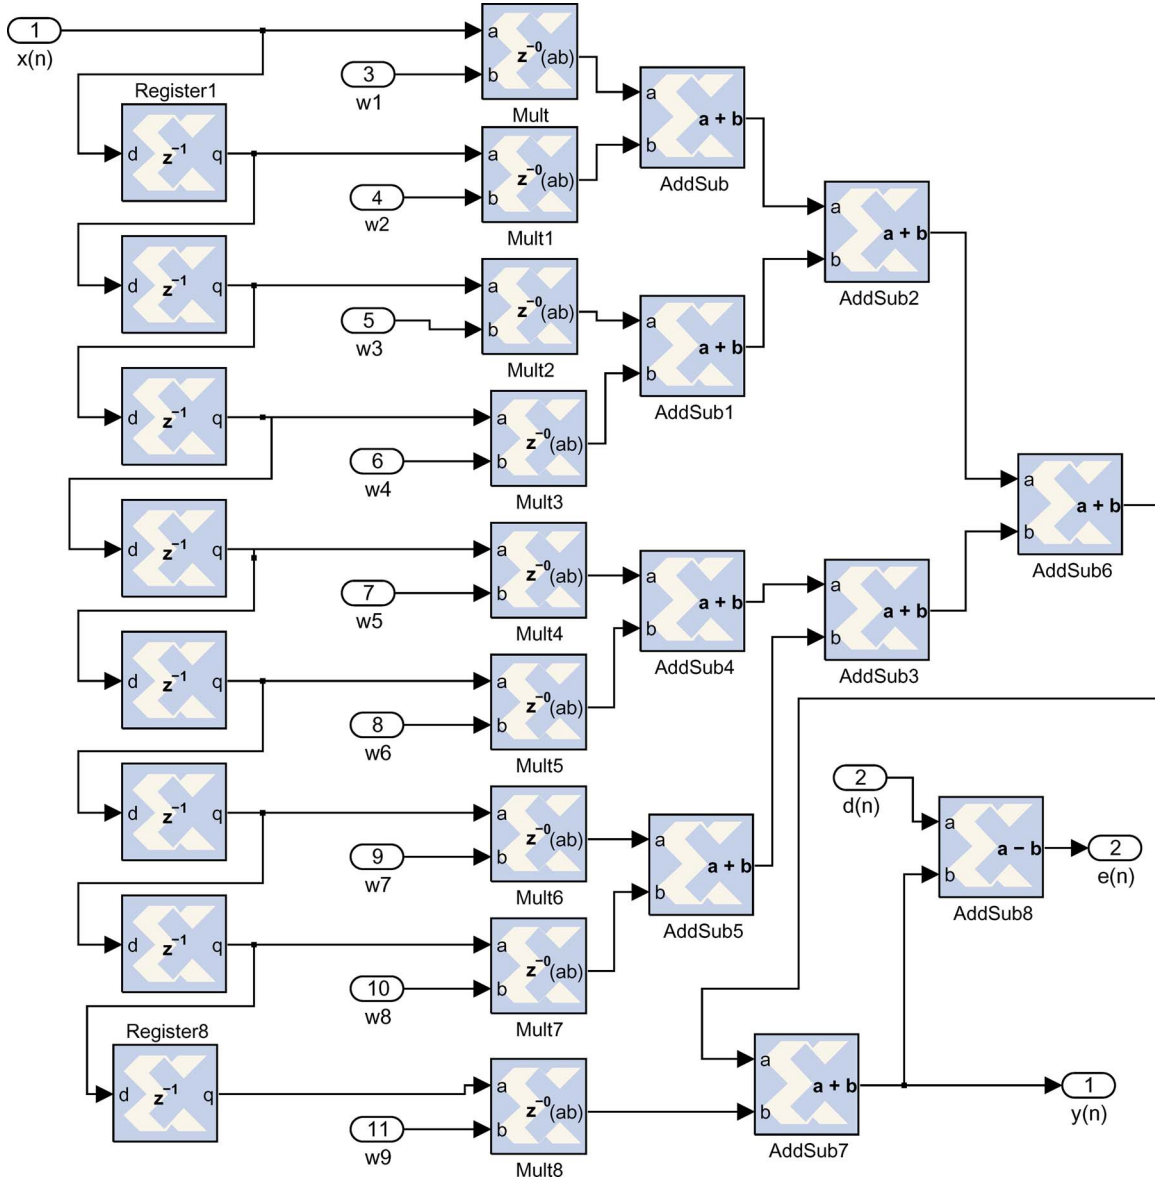 1
x(n)
a
z⁻⁰(ab)
b
Mult
3
w1
Register1
d
z⁻¹
q
a
z⁻⁰(ab)
b
Mult1
4
w2
a
a + b
b
AddSub
d
z⁻¹
q
a
z⁻⁰(ab)
b
Mult2
5
w3
a
a + b
b
AddSub1
a
a + b
b
AddSub2
d
z⁻¹
q
a
z⁻⁰(ab)
b
Mult3
6
w4
d
z⁻¹
q
a
z⁻⁰(ab)
b
Mult4
7
w5
a
a + b
b
AddSub4
a
a + b
b
AddSub3
a
a + b
b
AddSub6
d
z⁻¹
q
a
z⁻⁰(ab)
b
Mult5
8
w6
d
z⁻¹
q
a
z⁻⁰(ab)
b
Mult6
9
w7
a
a + b
b
AddSub5
2
d(n)
a
a − b
b
AddSub8
2
e(n)
d
z⁻¹
q
a
z⁻⁰(ab)
b
Mult7
10
w8
Register8
d
z⁻¹
q
a
z⁻⁰(ab)
b
Mult8
11
w9
a
a + b
b
AddSub7
1
y(n)